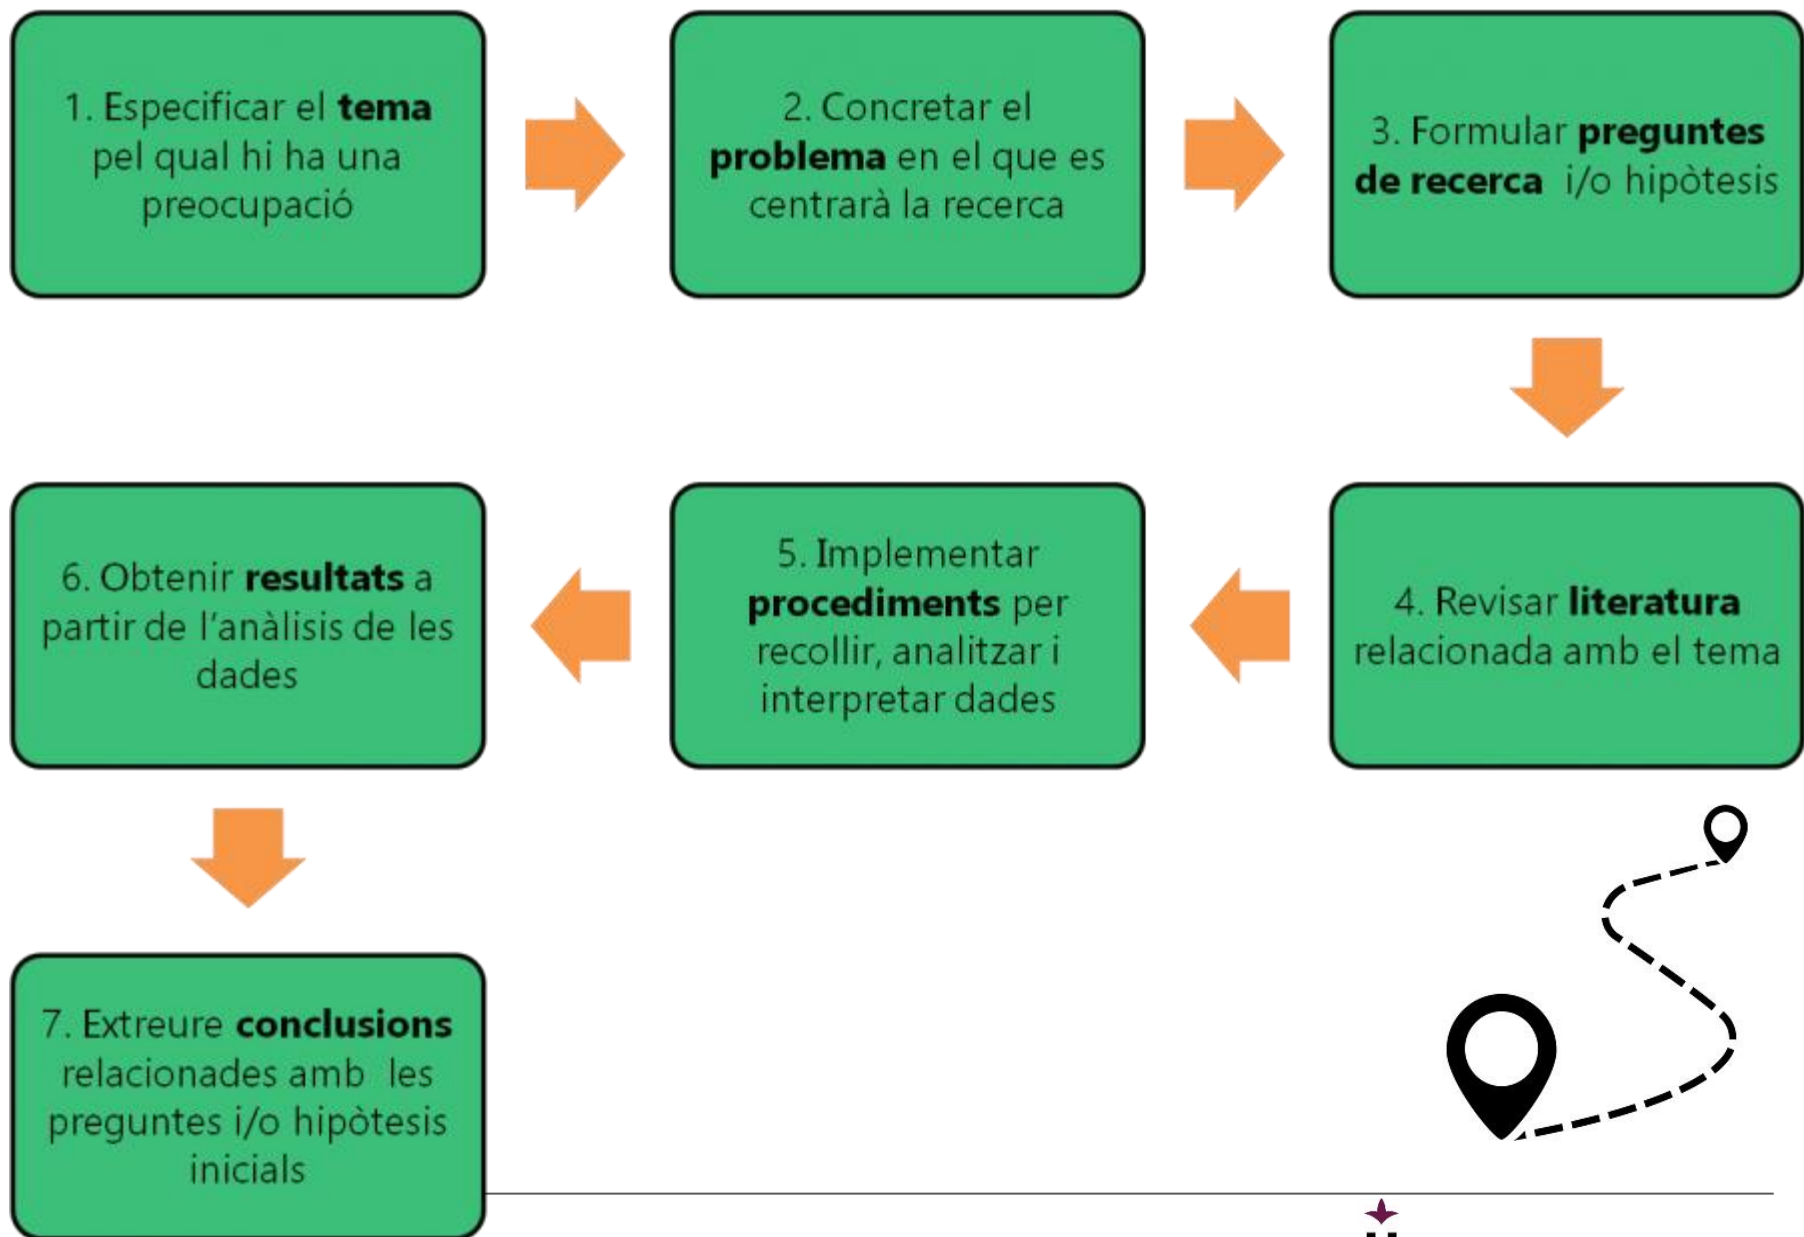 1. Especificar el tema
pel qual hi ha una
preocupació
2. Concretar el
problema en el que es
centrarà la recerca
3. Formular preguntes
de recerca i/o hipòtesis
4. Revisar literatura
relacionada amb el tema
5. Implementar
procediments per
recollir, analitzar i
interpretar dades
6. Obtenir resultats a
partir de l'anàlisis de les
dades
7. Extreure conclusions
relacionades amb les
preguntes i/o hipòtesis
inicials